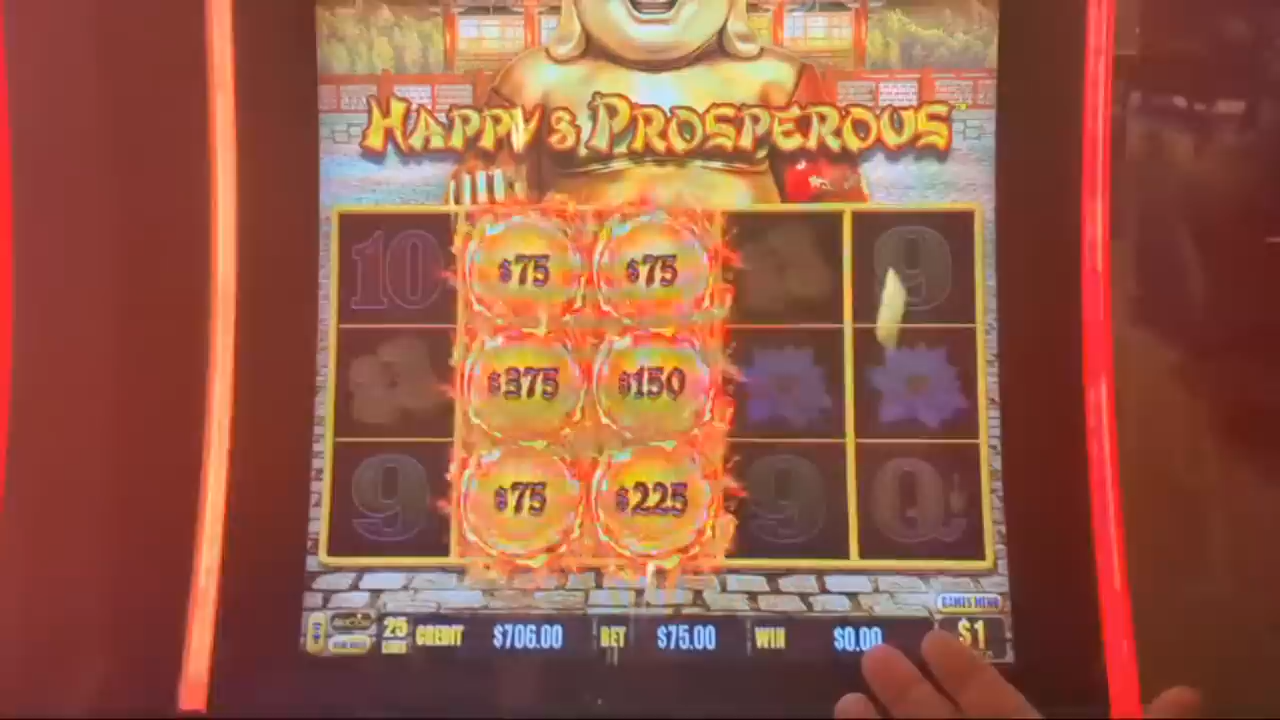 HAPPY & PROSPEROUS
10 $75 $75 9
$375 $150
9 $75 $225 9 Q
GAMES MENU
25 CREDIT $706.00 BET $75.00 WIN $0.00 $1